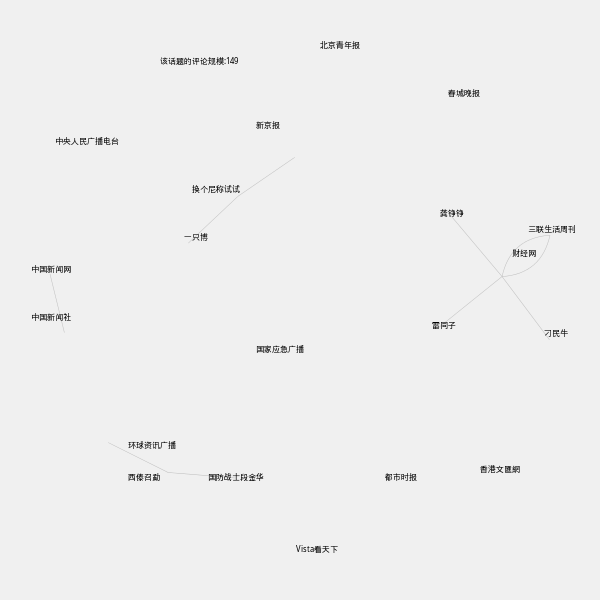 北京青年报
该话题的评论规模:149
春城晚报
新京报
中央人民广播电台
换个尼称试试
龚铮铮
三联生活周刊
一只博
财经网
中国新闻网
中国新闻社
雷同子
刁民牛
国家应急广播
环球资讯广播
香港文匯網
西傣召勐
国防战士段金华
都市时报
Vista看天下